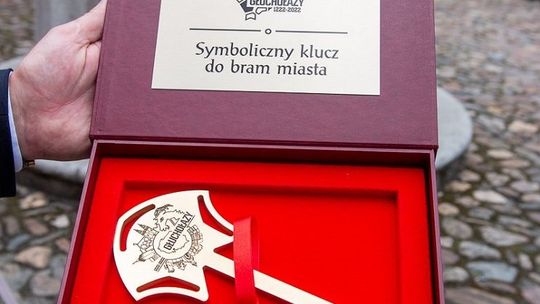 GŁUCHOŁAZY
1222-2022
Symboliczny klucz
do bram miasta
GŁUCHOŁAZY